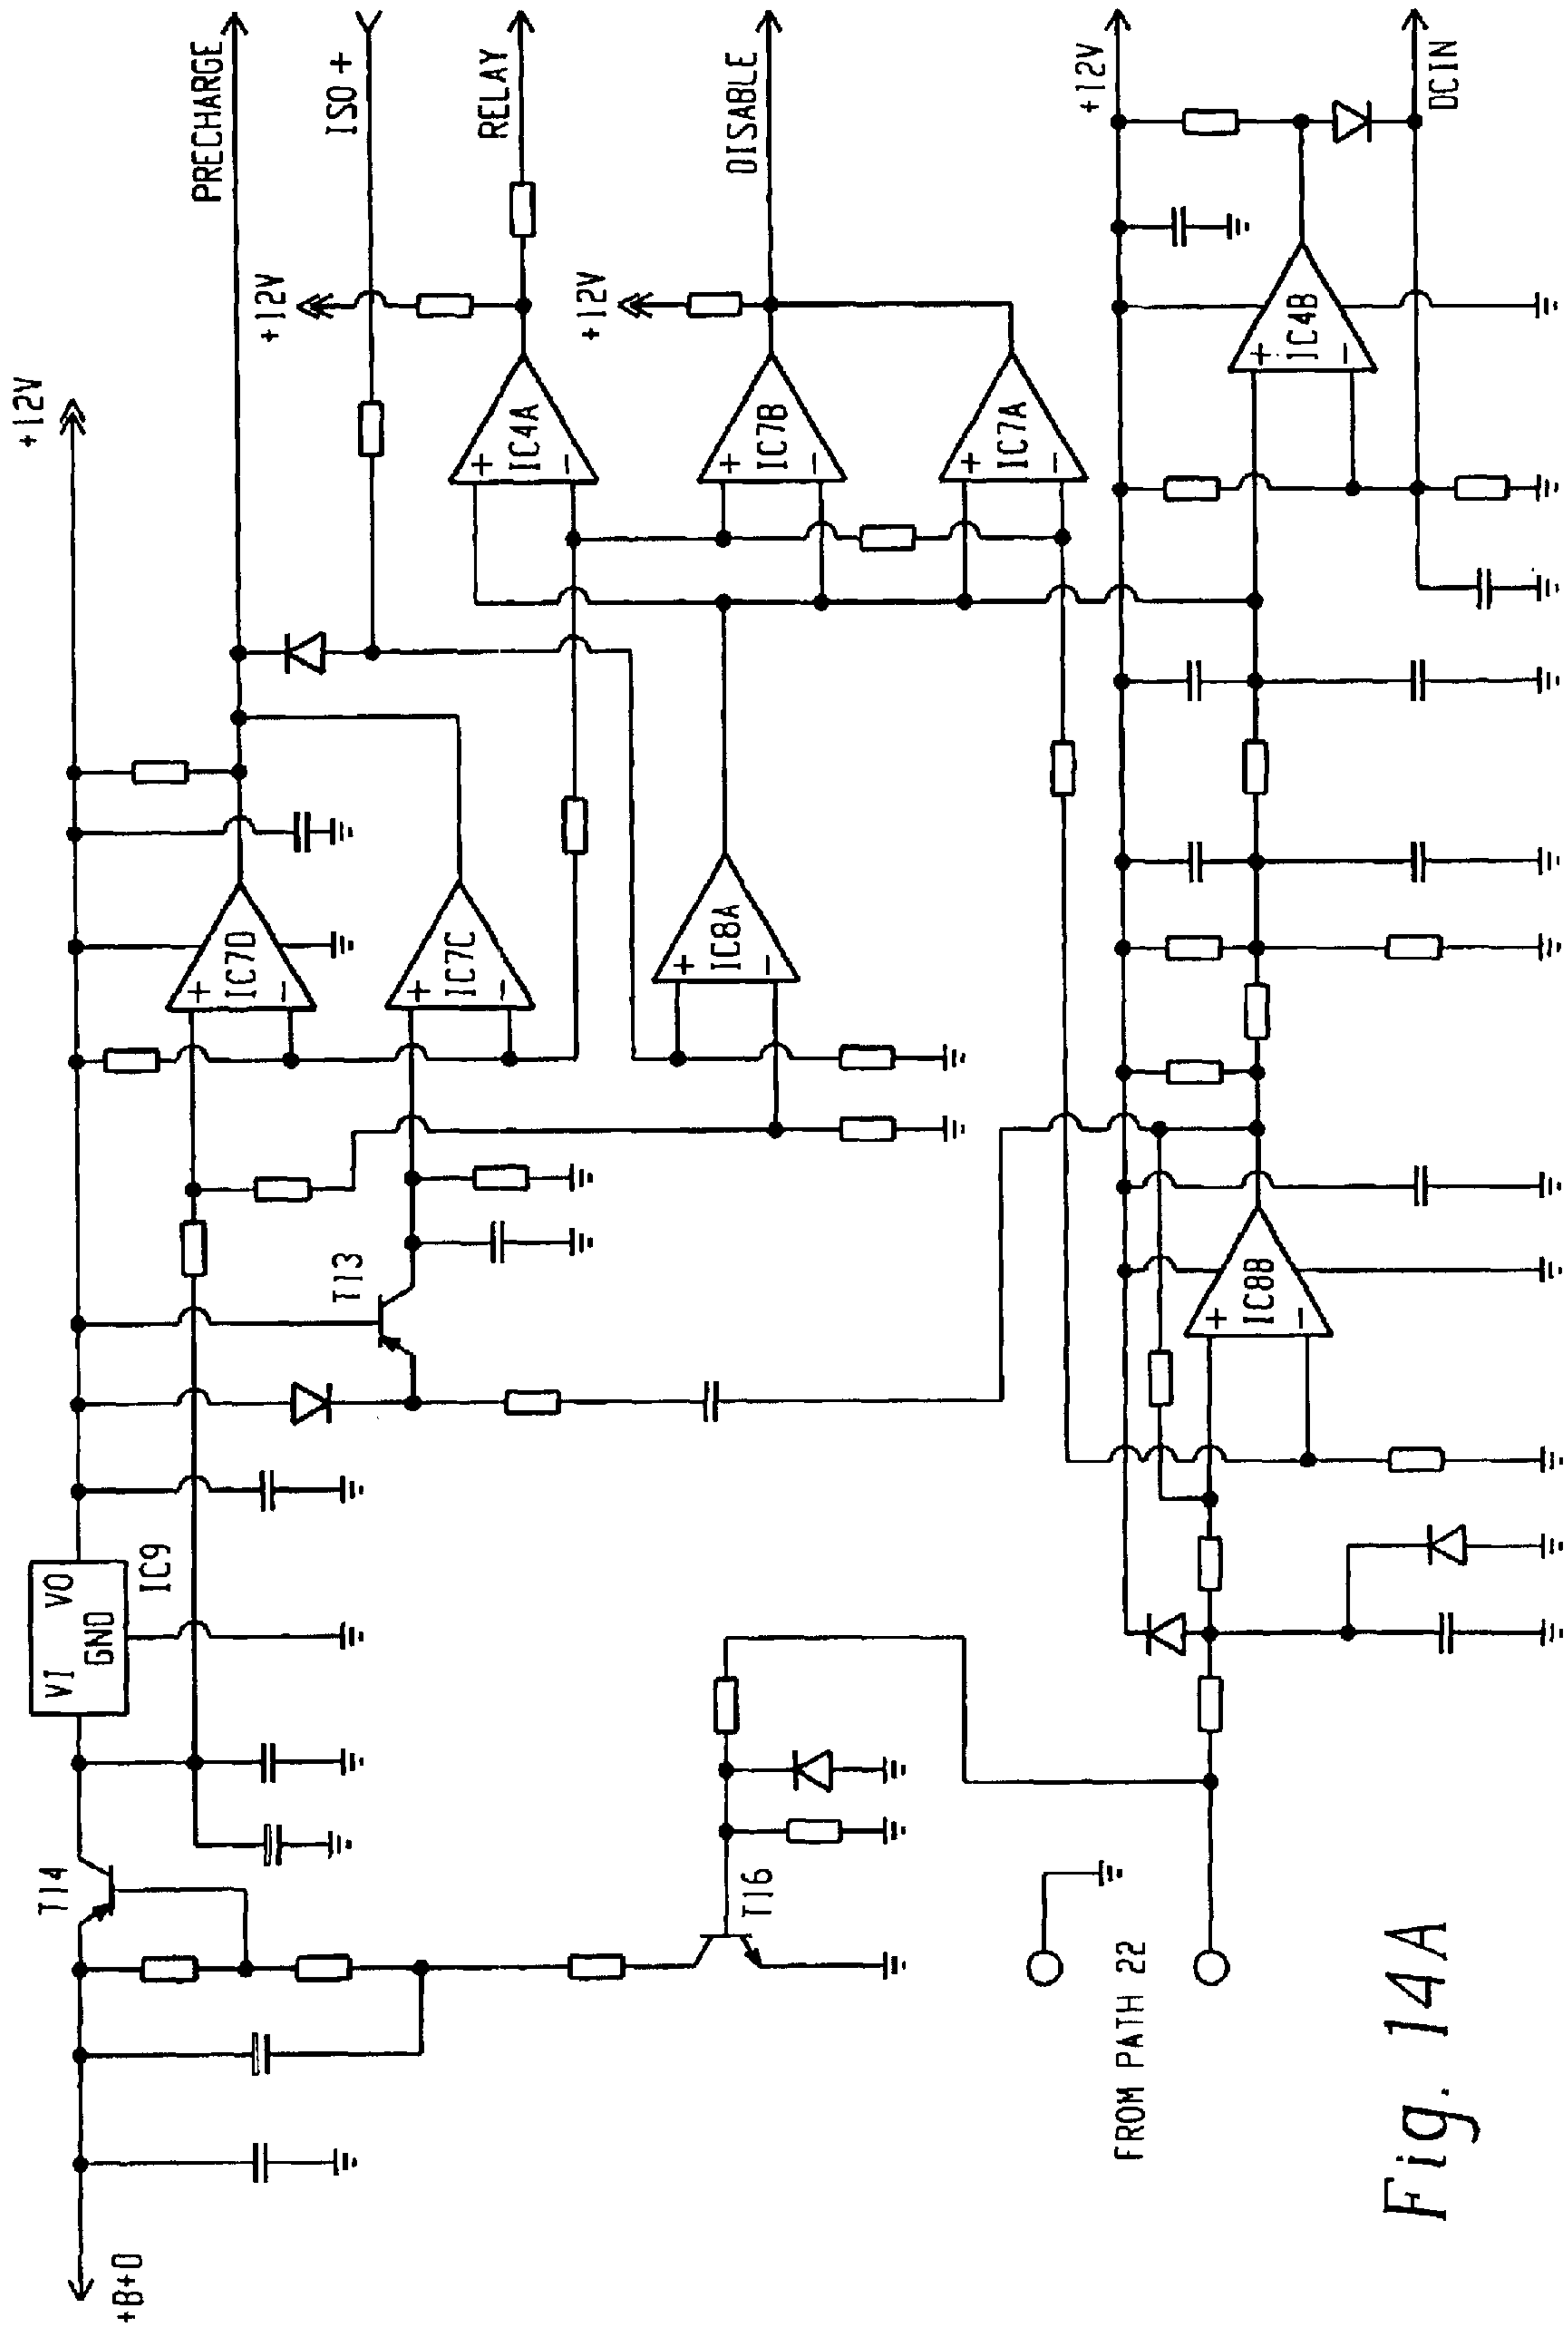 +12V
PRECHARGE
ISO +
RELAY
+12V
DISABLE
+12V
+12V
DCIN
+
IC4A
-
+
IC7B
-
+
IC7A
-
+
IC4B
-
+
IC7D
-
+
IC7C
-
+
IC8A
-
+
IC8B
-
T13
VI VO
GND
IC9
T14
T16
+B+D
FROM PATH 22
Fig. 14A